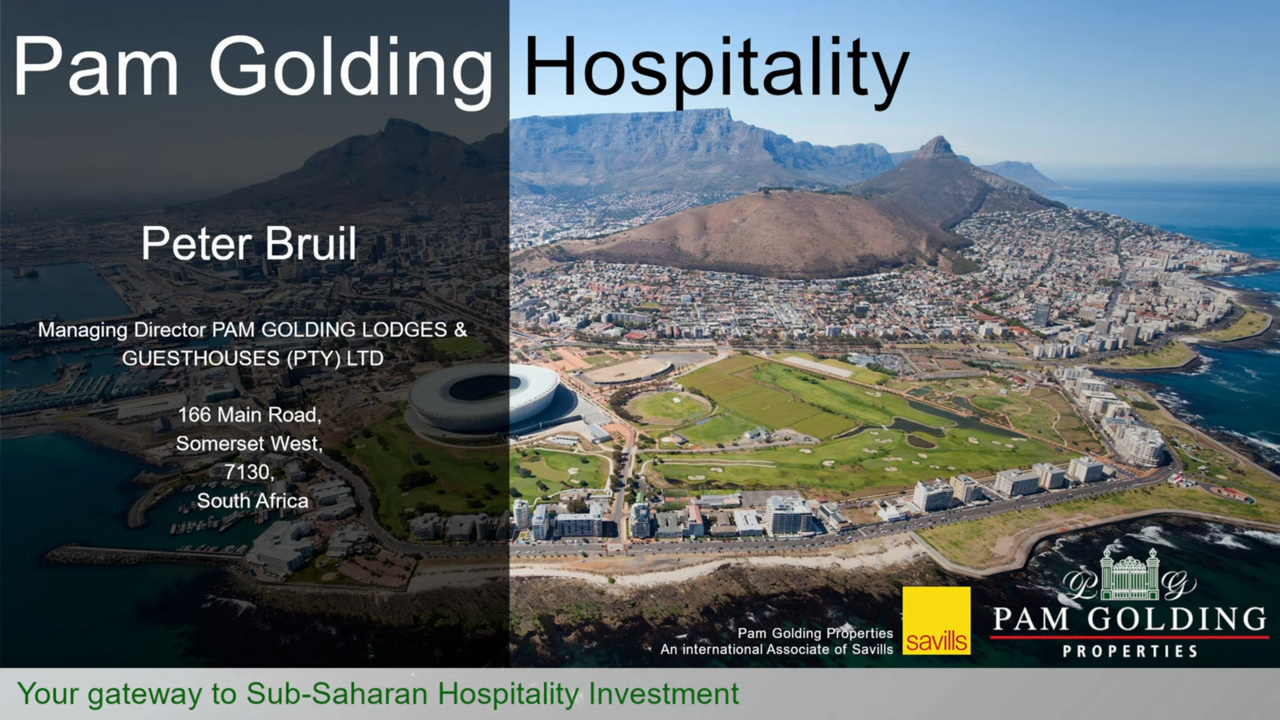 Pam Golding Hospitality
Peter Bruil
Managing Director PAM GOLDING LODGES &
GUESTHOUSES (PTY) LTD
166 Main Road,
Somerset West,
7130,
South Africa
Pam Golding Properties
An international Associate of Savills
savills
P G
PAM GOLDING
PROPERTIES
Your gateway to Sub-Saharan Hospitality Investment